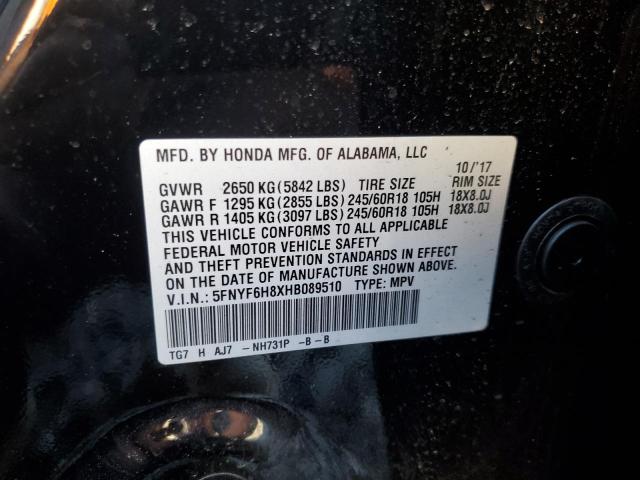 MFD. BY HONDA MFG. OF ALABAMA, LLC
10/'17
GVWR 2650 KG(5842 LBS) TIRE SIZE RIM SIZE
GAWR F 1295 KG(2855 LBS)245/60R18 105H 18X8.0J
GAWR R 1405 KG(3097 LBS)245/60R18 105H 18X8.0J
THIS VEHICLE CONFORMS TO ALL APPLICABLE
FEDERAL MOTOR VEHICLE SAFETY
AND THEFT PREVENTION STANDARDS IN EFFECT
ON THE DATE OF MANUFACTURE SHOWN ABOVE.
V.I.N.: 5FNYF6H8XHB089510 TYPE: MPV
TG7 H AJ7 -NH731P -B -B